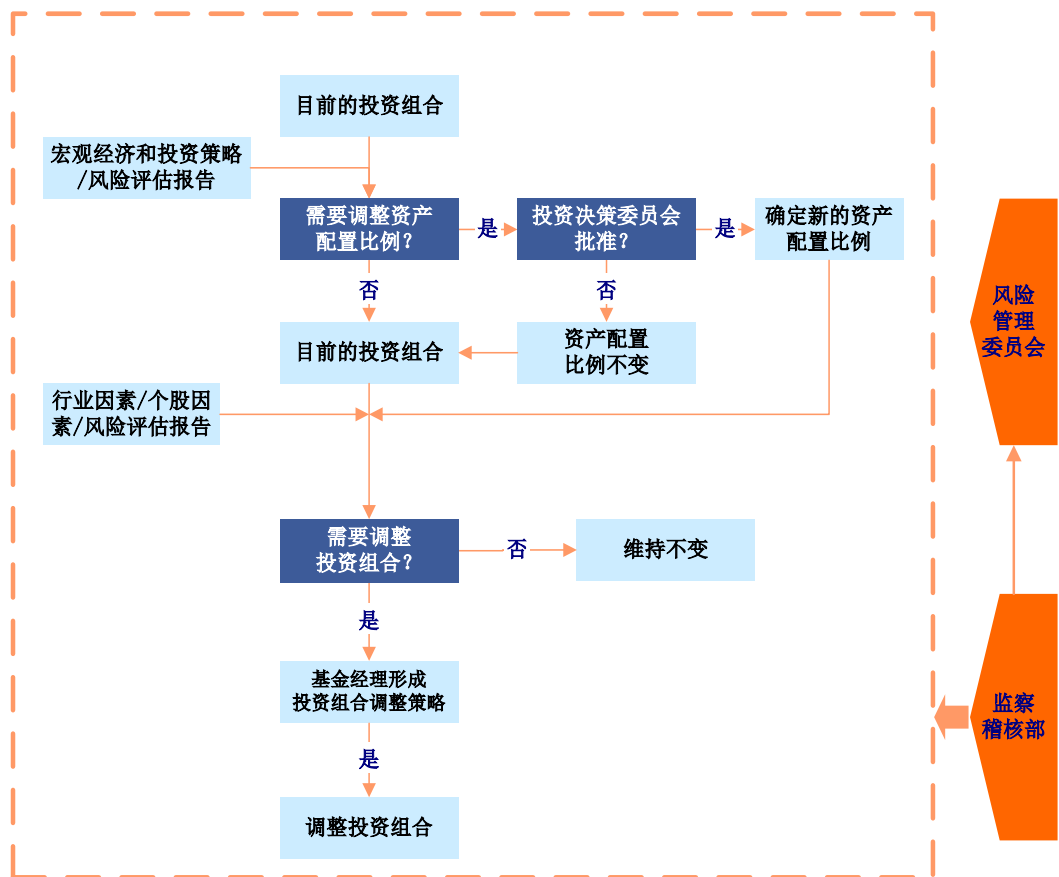 目前的投资组合
宏观经济和投资策略
/风险评估报告
需要调整资产
配置比例？
是
投资决策委员会
批准？
是
确定新的资产
配置比例
否
否
目前的投资组合
资产配置
比例不变
行业因素/个股因
素/风险评估报告
需要调整
投资组合？
否
维持不变
是
基金经理形成
投资组合调整策略
是
调整投资组合
风险
管理
委员会
监察
稽核部